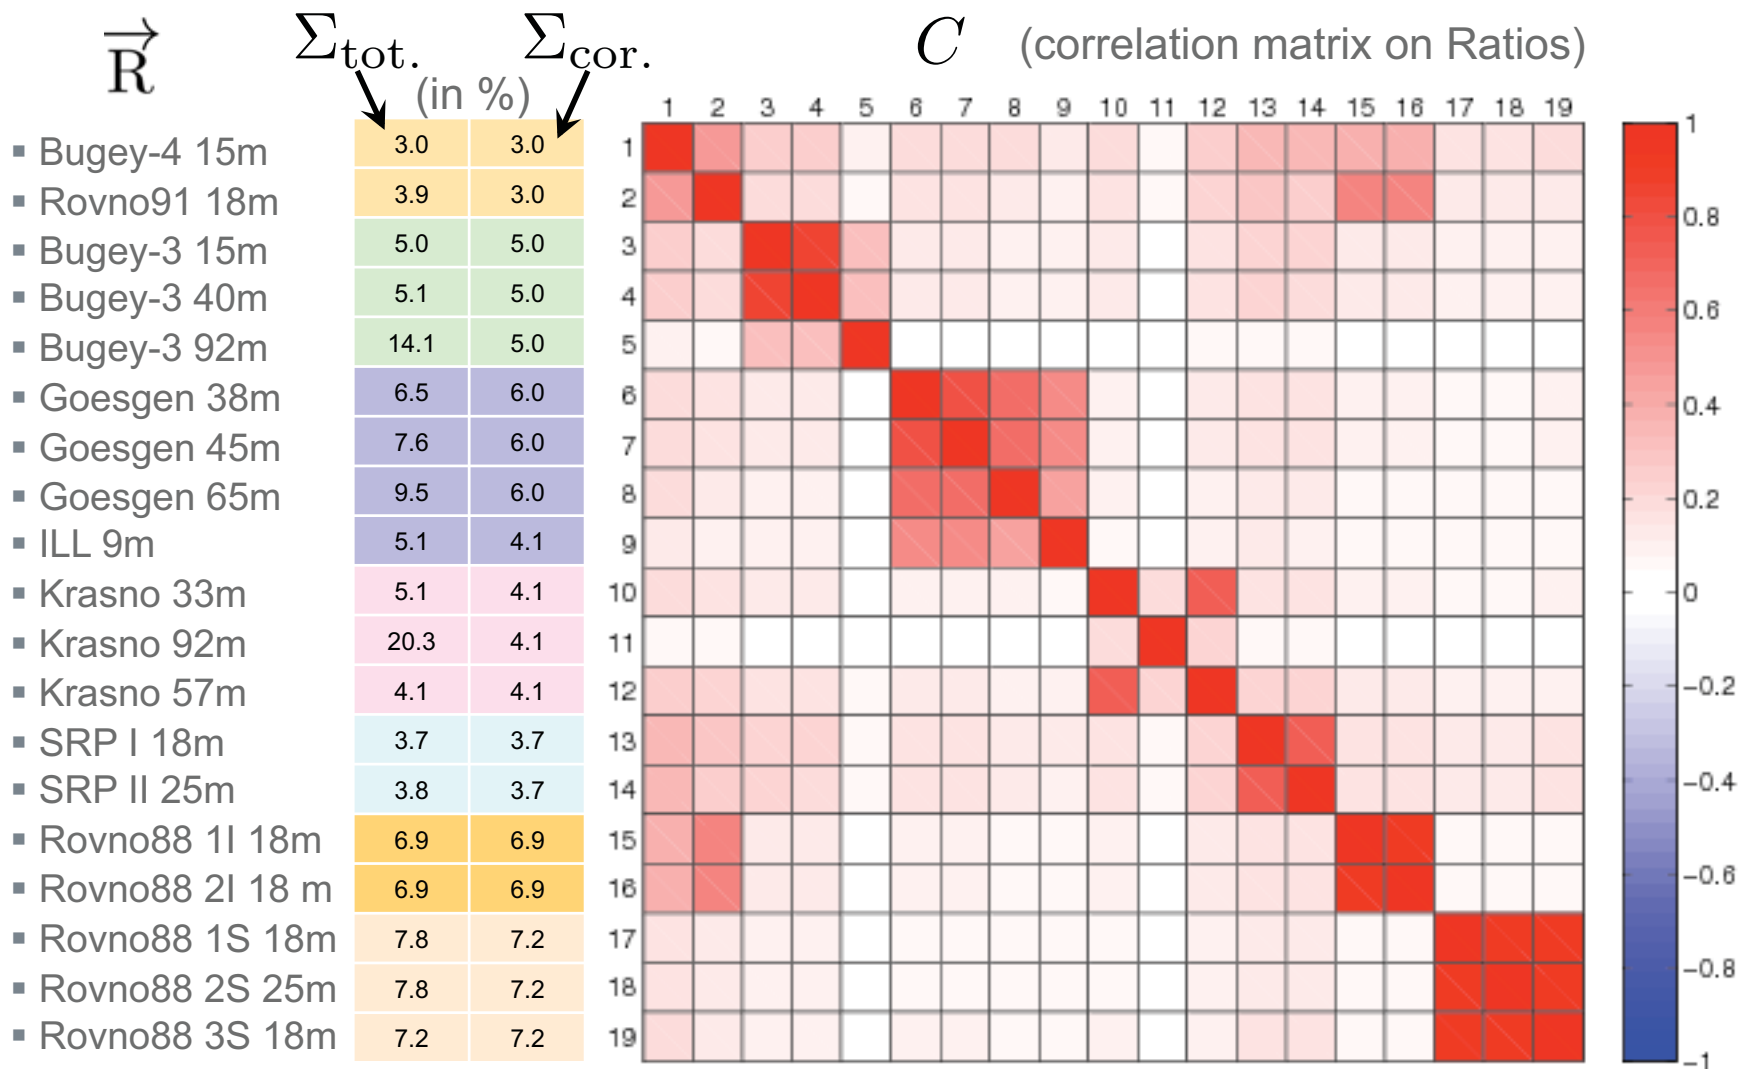 R Σtot. Σcor. C (correlation matrix on Ratios)
(in %)
1 2 3 4 5 6 7 8 9 10 11 12 13 14 15 16 17 18 19
▪ Bugey-4 15m 3.0 3.0 1
▪ Rovno91 18m 3.9 3.0 2
▪ Bugey-3 15m 5.0 5.0 3
▪ Bugey-3 40m 5.1 5.0 4
▪ Bugey-3 92m 14.1 5.0 5
▪ Goesgen 38m 6.5 6.0 6
▪ Goesgen 45m 7.6 6.0 7
▪ Goesgen 65m 9.5 6.0 8
▪ ILL 9m 5.1 4.1 9
▪ Krasno 33m 5.1 4.1 10
▪ Krasno 92m 20.3 4.1 11
▪ Krasno 57m 4.1 4.1 12
▪ SRP I 18m 3.7 3.7 13
▪ SRP II 25m 3.8 3.7 14
▪ Rovno88 1I 18m 6.9 6.9 15
▪ Rovno88 2I 18 m 6.9 6.9 16
▪ Rovno88 1S 18m 7.8 7.2 17
▪ Rovno88 2S 25m 7.8 7.2 18
▪ Rovno88 3S 18m 7.2 7.2 19
1
0.8
0.6
0.4
0.2
0
−0.2
−0.4
−0.6
−0.8
−1